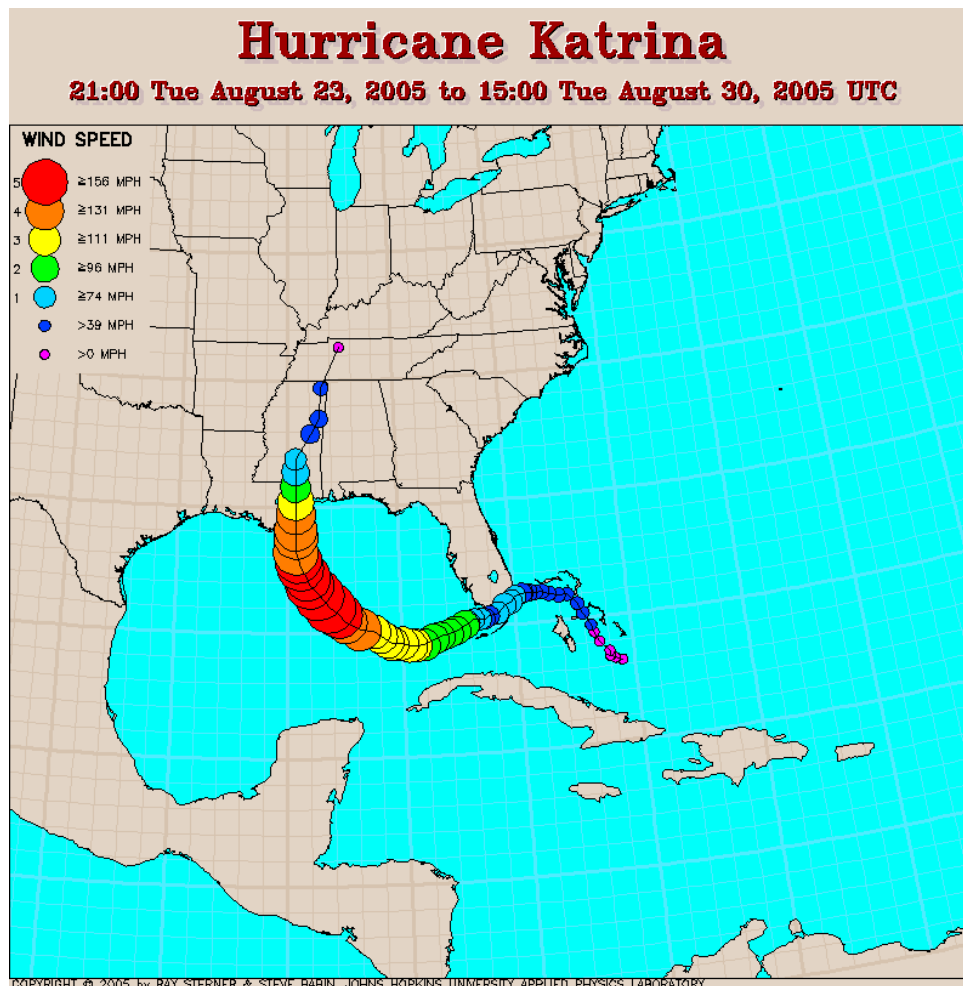 Hurricane Katrina
21:00 Tue August 23, 2005 to 15:00 Tue August 30, 2005 UTC
WIND SPEED
5 ≥156 MPH
4 ≥131 MPH
3 ≥111 MPH
2 ≥96 MPH
1 ≥74 MPH
>39 MPH
>0 MPH
COPYRIGHT © 2005 by RAY STERNER & STEVE BABIN, JOHNS HOPKINS UNIVERSITY APPLIED PHYSICS LABORATORY